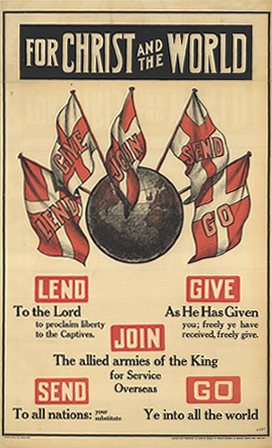 FOR CHRIST AND THE WORLD
LEND
GIVE
JOIN
SEND
GO
LEND
To the Lord
to proclaim liberty
to the Captives.
GIVE
As He Has Given
you; freely ye have
received, freely give.
JOIN
The allied armies of the King
for Service
Overseas
SEND
To all nations: your
substitute
GO
Ye into all the world